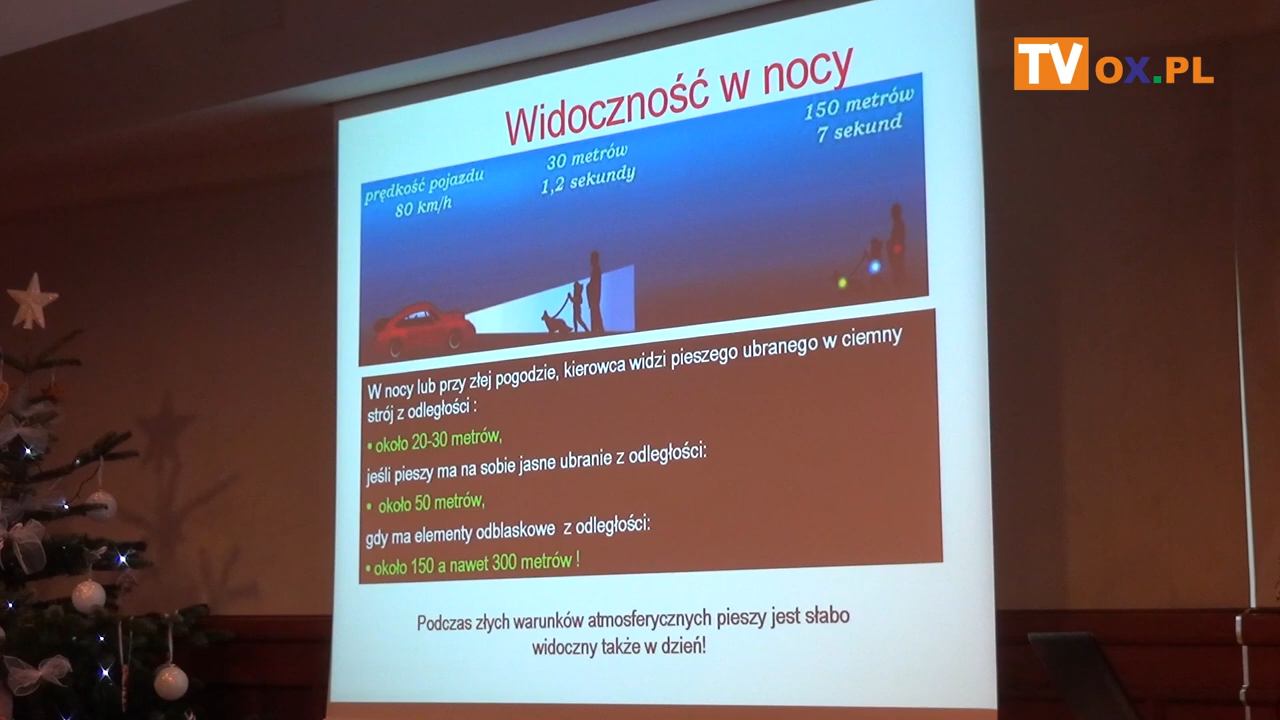 TVOX.PL
Widoczność w nocy
prędkość pojazdu
80 km/h
30 metrów
1,2 sekundy
150 metrów
7 sekund
W nocy lub przy złej pogodzie, kierowca widzi pieszego ubranego w ciemny
strój z odległości :
• około 20-30 metrów,
jeśli pieszy ma na sobie jasne ubranie z odległości:
• około 50 metrów,
gdy ma elementy odblaskowe z odległości:
• około 150 a nawet 300 metrów !
Podczas złych warunków atmosferycznych pieszy jest słabo
widoczny także w dzień!